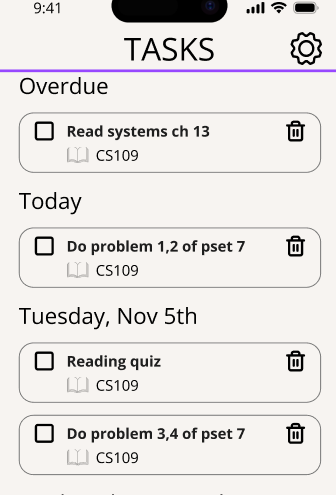 9:41
TASKS
Overdue
Read systems ch 13
CS109
Today
Do problem 1,2 of pset 7
CS109
Tuesday, Nov 5th
Reading quiz
CS109
Do problem 3,4 of pset 7
CS109